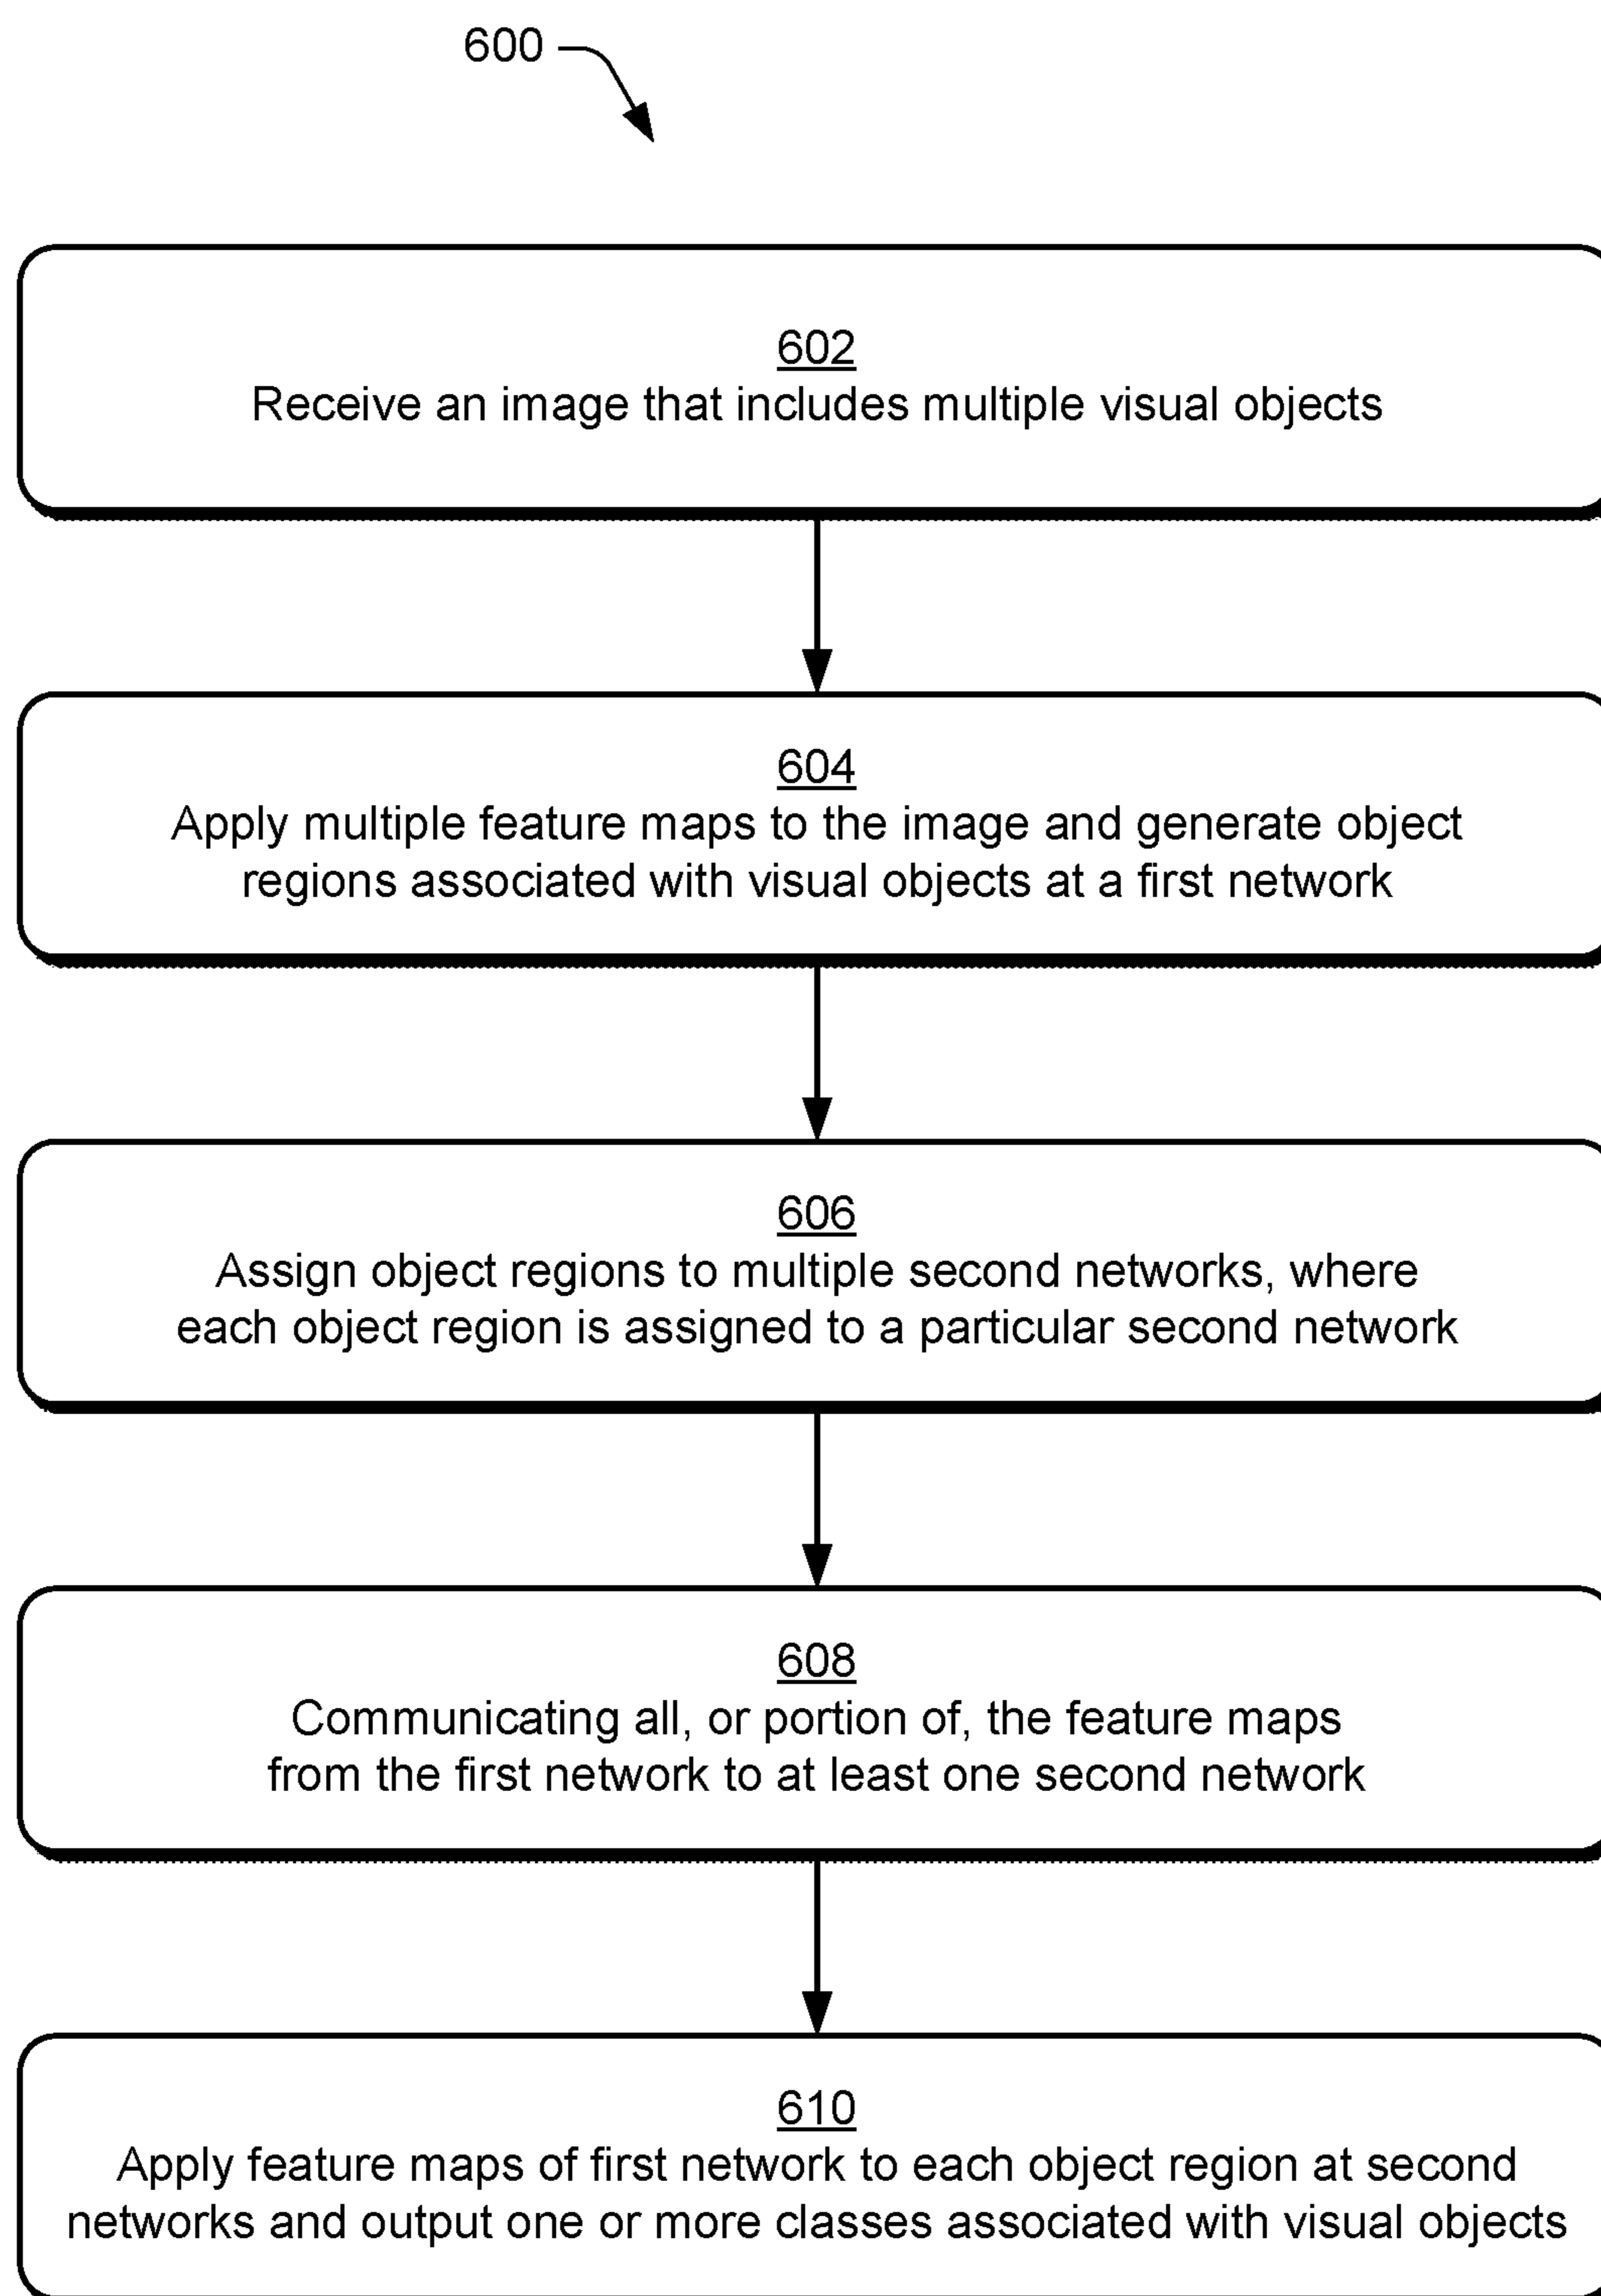 600
602
Receive an image that includes multiple visual objects
604
Apply multiple feature maps to the image and generate object
regions associated with visual objects at a first network
606
Assign object regions to multiple second networks, where
each object region is assigned to a particular second network
608
Communicating all, or portion of, the feature maps
from the first network to at least one second network
610
Apply feature maps of first network to each object region at second
networks and output one or more classes associated with visual objects